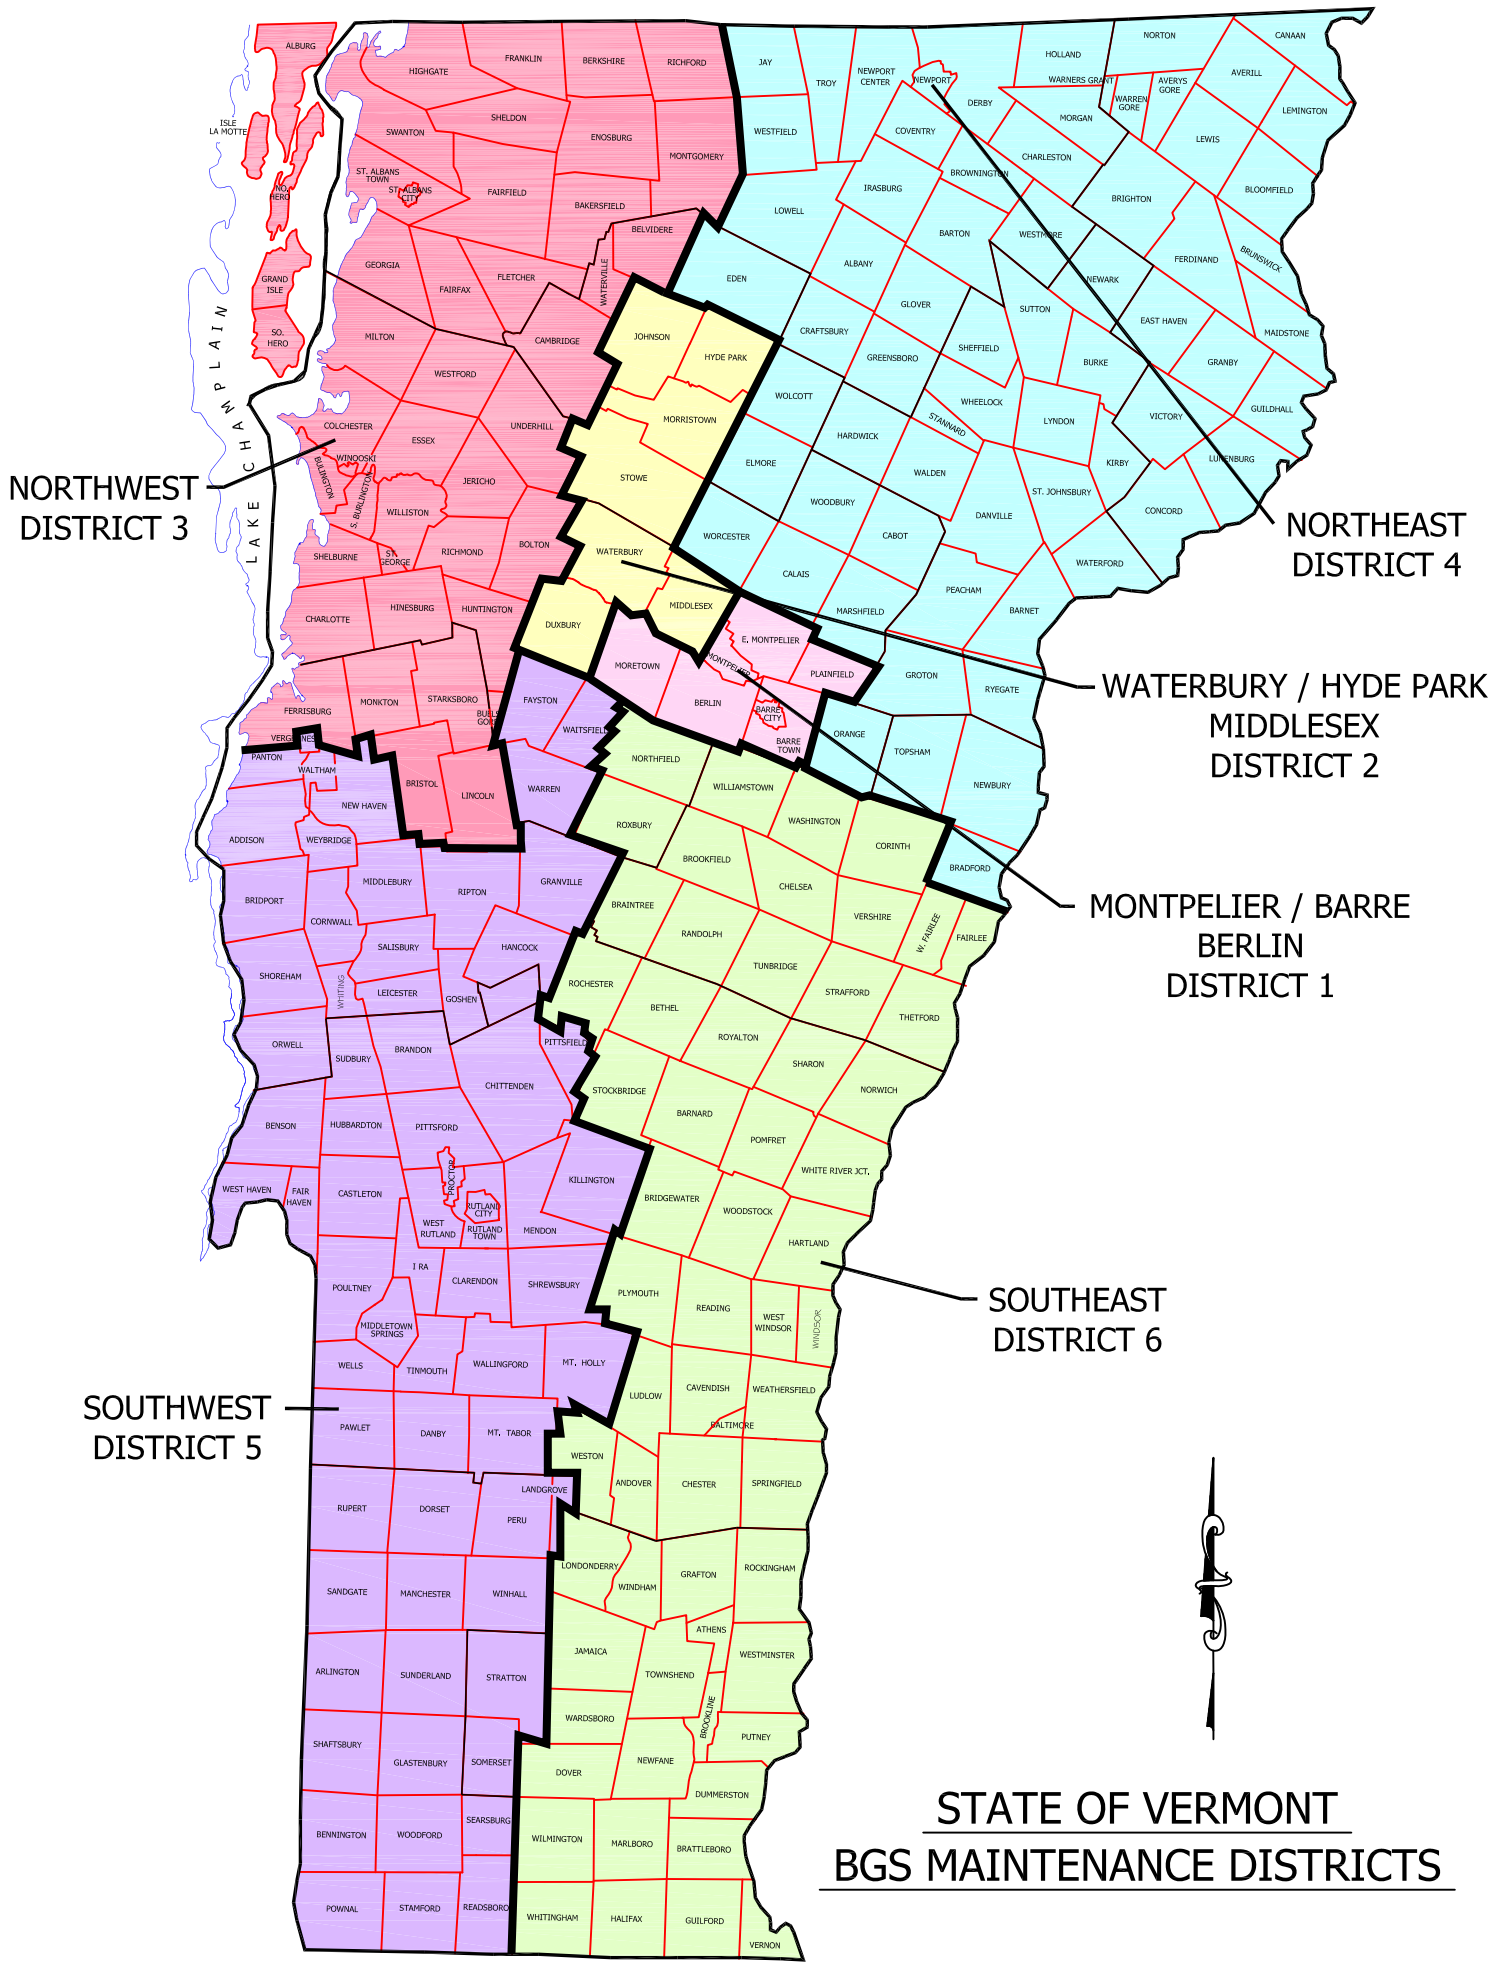 ALBURG
ISLE
LA MOTTE
NO.
HERO
GRAND
ISLE
SO.
HERO
LAKE CHAMPLAIN
HIGHGATE
FRANKLIN
BERKSHIRE
RICHFORD
SWANTON
SHELDON
ENOSBURG
MONTGOMERY
ST. ALBANS
TOWN
ST. ALBANS
CITY
FAIRFIELD
BAKERSFIELD
BELVIDERE
GEORGIA
FAIRFAX
FLETCHER
WATERVILLE
CAMBRIDGE
MILTON
WESTFORD
UNDERHILL
COLCHESTER
ESSEX
WINOOSKI
BULINGTON
S. BURLINGTON
JERICHO
WILLISTON
BOLTON
RICHMOND
SHELBURNE
ST.
GEORGE
HINESBURG
HUNTINGTON
CHARLOTTE
MONKTON
STARKSBORO
FERRISBURG
BUELS
GORE
VERGENNES
BRISTOL
LINCOLN
NORTHWEST
DISTRICT 3
JAY
TROY
NEWPORT
CENTER
NEWPORT
HOLLAND
NORTON
CANAAN
WARNERS GRANT
DERBY
AVERYS
GORE
WARREN
GORE
AVERILL
LEMINGTON
WESTFIELD
COVENTRY
MORGAN
LEWIS
CHARLESTON
BROWNINGTON
IRASBURG
BRIGHTON
BLOOMFIELD
LOWELL
BARTON
WESTMORE
BRUNSWICK
FERDINAND
ALBANY
NEWARK
EDEN
GLOVER
SUTTON
EAST HAVEN
MAIDSTONE
CRAFTSBURY
SHEFFIELD
GREENSBORO
BURKE
GRANBY
WOLCOTT
WHEELOCK
STANNARD
LYNDON
VICTORY
GUILDHALL
HARDWICK
ELMORE
WALDEN
KIRBY
LUNENBURG
ST. JOHNSBURY
WOODBURY
DANVILLE
CONCORD
WORCESTER
CABOT
CALAIS
PEACHAM
WATERFORD
MARSHFIELD
BARNET
GROTON
RYEGATE
ORANGE
TOPSHAM
NEWBURY
BRADFORD
NORTHEAST
DISTRICT 4
JOHNSON
HYDE PARK
MORRISTOWN
STOWE
WATERBURY
MIDDLESEX
DUXBURY
WATERBURY / HYDE PARK
MIDDLESEX
DISTRICT 2
E. MONTPELIER
MONTPELIER
MORETOWN
PLAINFIELD
BERLIN
BARRE
CITY
BARRE
TOWN
MONTPELIER / BARRE
BERLIN
DISTRICT 1
FAYSTON
WAITSFIELD
WARREN
PANTON
WALTHAM
NEW HAVEN
ADDISON
WEYBRIDGE
MIDDLEBURY
RIPTON
GRANVILLE
BRIDPORT
CORNWALL
SALISBURY
HANCOCK
SHOREHAM
WHITING
LEICESTER
GOSHEN
ORWELL
SUDBURY
BRANDON
PITTSFIELD
CHITTENDEN
BENSON
HUBBARDTON
PITTSFORD
WEST HAVEN
FAIR
HAVEN
CASTLETON
PROCTOR
KILLINGTON
RUTLAND
CITY
WEST
RUTLAND
RUTLAND
TOWN
MENDON
IRA
CLARENDON
SHREWSBURY
POULTNEY
MIDDLETOWN
SPRINGS
WELLS
TINMOUTH
WALLINGFORD
MT. HOLLY
PAWLET
DANBY
MT. TABOR
LANDGROVE
RUPERT
DORSET
PERU
SANDGATE
MANCHESTER
WINHALL
ARLINGTON
SUNDERLAND
STRATTON
SHAFTSBURY
GLASTENBURY
SOMERSET
BENNINGTON
WOODFORD
SEARSBURG
POWNAL
STAMFORD
READSBORO
SOUTHWEST
DISTRICT 5
NORTHFIELD
WILLIAMSTOWN
WASHINGTON
ROXBURY
CORINTH
BROOKFIELD
CHELSEA
BRAINTREE
VERSHIRE
W. FAIRLEE
FAIRLEE
RANDOLPH
TUNBRIDGE
ROCHESTER
STRAFFORD
BETHEL
THETFORD
ROYALTON
SHARON
STOCKBRIDGE
NORWICH
BARNARD
POMFRET
WHITE RIVER JCT.
BRIDGEWATER
WOODSTOCK
HARTLAND
PLYMOUTH
READING
WEST
WINDSOR
WINDSOR
LUDLOW
CAVENDISH
WEATHERSFIELD
BALTIMORE
WESTON
ANDOVER
CHESTER
SPRINGFIELD
LONDONDERRY
WINDHAM
GRAFTON
ROCKINGHAM
ATHENS
JAMAICA
TOWNSHEND
WESTMINSTER
WARDSBORO
BROOKLINE
PUTNEY
DOVER
NEWFANE
DUMMERSTON
WILMINGTON
MARLBORO
BRATTLEBORO
WHITINGHAM
HALIFAX
GUILFORD
VERNON
SOUTHEAST
DISTRICT 6
STATE OF VERMONT
BGS MAINTENANCE DISTRICTS